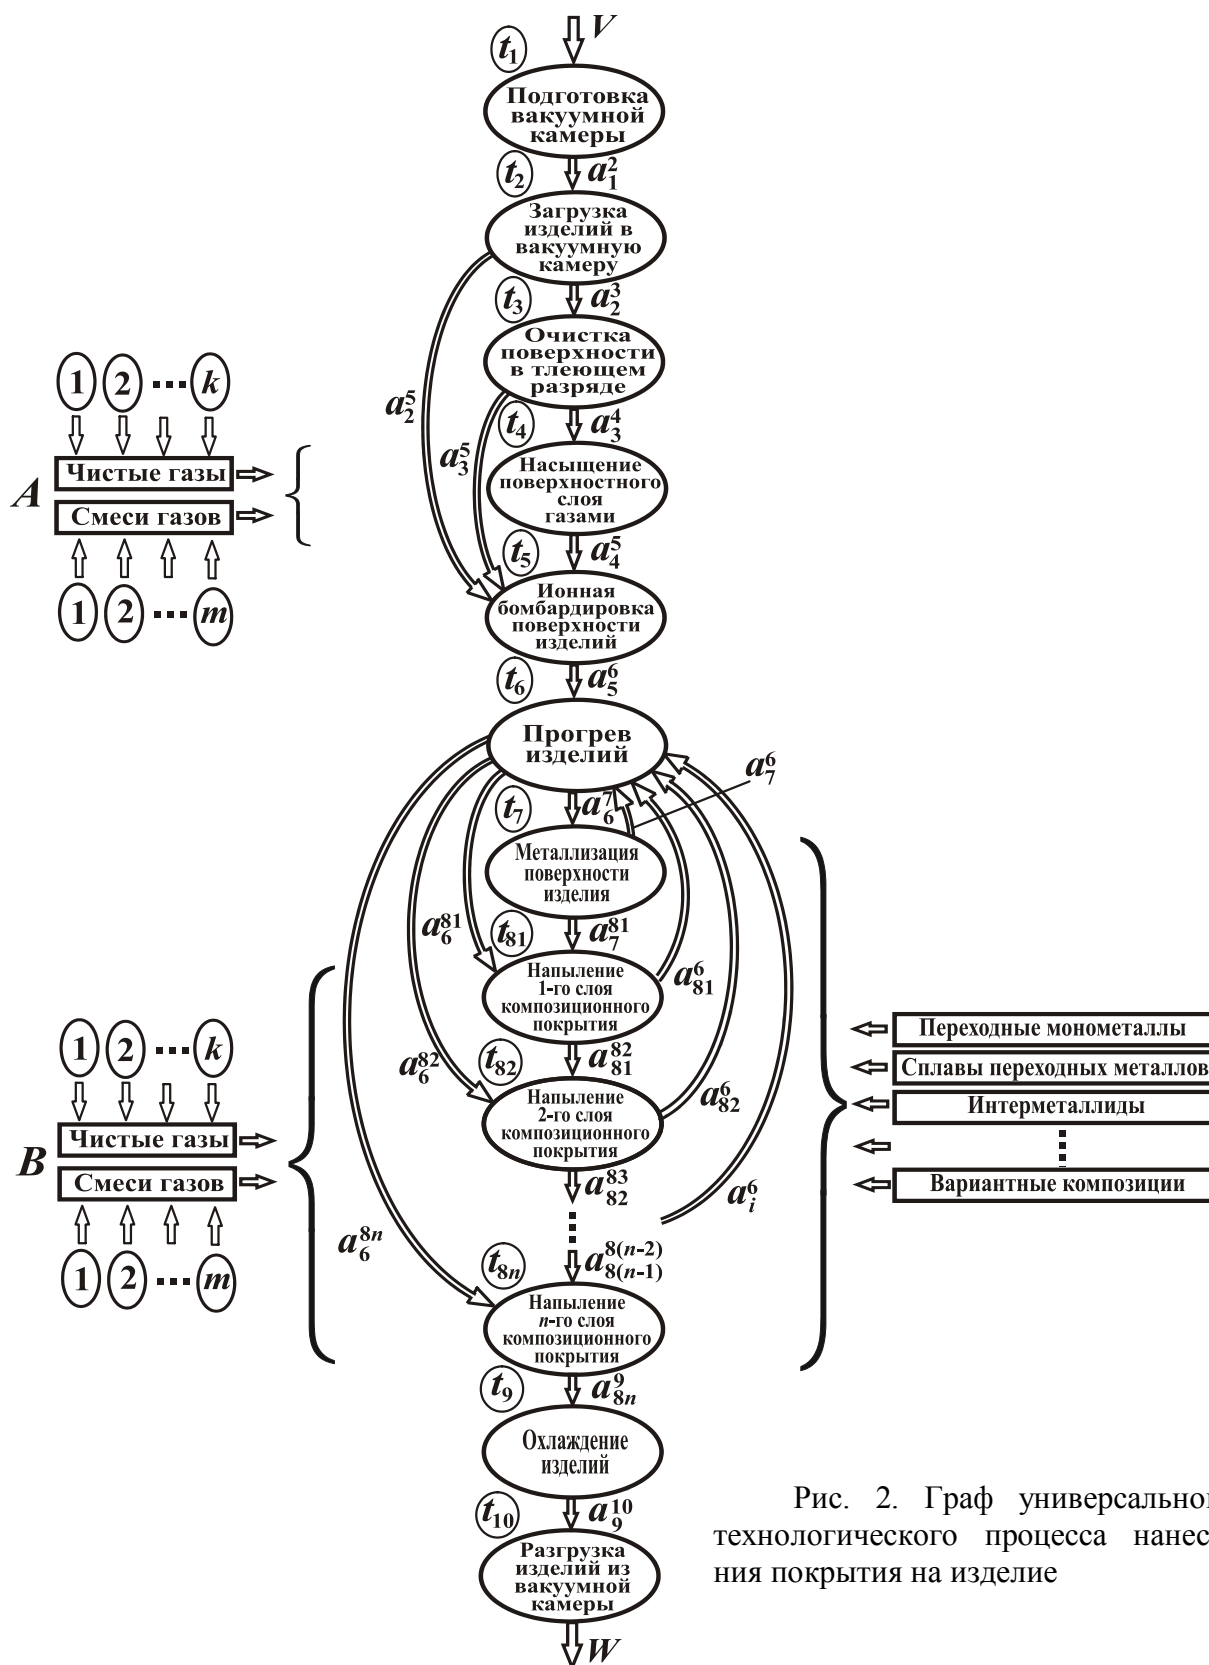 V
t₁
Подготовка
вакуумной
камеры
t₂
a₁²
Загрузка
изделий в
вакуумную
камеру
t₃
a₂³
Очистка
поверхности
в тлеющем
разряде
a₂⁵
a₃⁵
t₄
a₃⁴
Насыщение
поверхностного
слоя
газами
t₅
a₄⁵
Ионная
бомбардировка
поверхности
изделий
t₆
a₅⁶
1 2 k
A
Чистые газы
Смеси газов
1 2 m
Прогрев
изделий
a₇⁶
t₇
a₆⁷
Металлизация
поверхности
изделия
a₆⁸¹
t₈₁
a₇⁸¹
Напыление
1-го слоя
композиционного
покрытия
a₈₁⁶
a₆⁸²
t₈₂
a₈₁⁸²
a₈₂⁶
Напыление
2-го слоя
композиционного
покрытия
a₈₂⁸³
aᵢ⁶
a₆⁸ⁿ
t₈ₙ
a₈₍ₙ₋₁₎⁸⁽ⁿ⁻²⁾
Напыление
n-го слоя
композиционного
покрытия
1 2 k
B
Чистые газы
Смеси газов
1 2 m
Переходные монометаллы
Сплавы переходных металлов
Интерметаллиды
Вариантные композиции
t₉
a₈ₙ⁹
Охлаждение
изделий
t₁₀
a₉¹⁰
Разгрузка
изделий из
вакуумной
камеры
W
Рис. 2. Граф универсальног
технологического процесса нанесе
ния покрытия на изделие